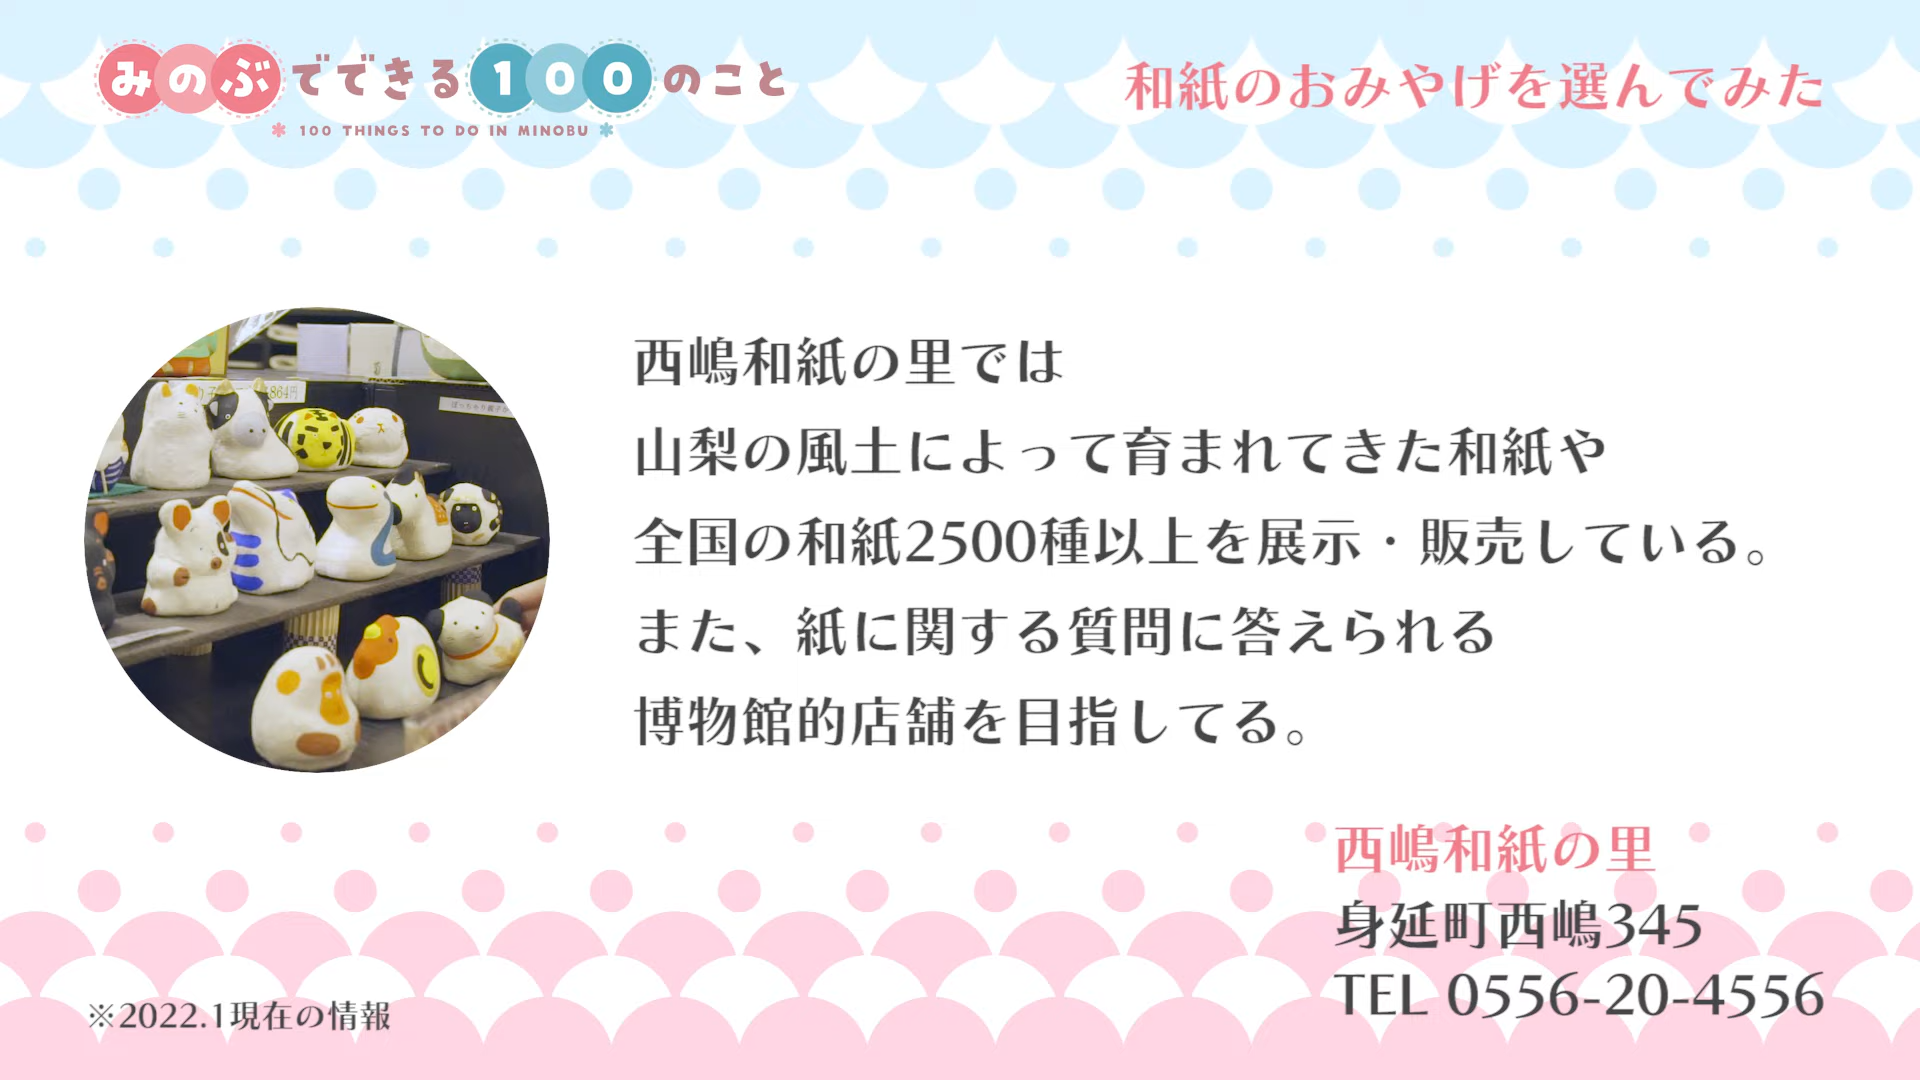 みのぶでできる100のこと
100 THINGS TO DO IN MINOBU
和紙のおみやげを選んでみた
864円
西嶋和紙の里では
山梨の風土によって育まれてきた和紙や
全国の和紙2500種以上を展示・販売している。
また、紙に関する質問に答えられる
博物館的店舗を目指してる。
西嶋和紙の里
身延町西嶋345
TEL 0556-20-4556
※2022.1現在の情報